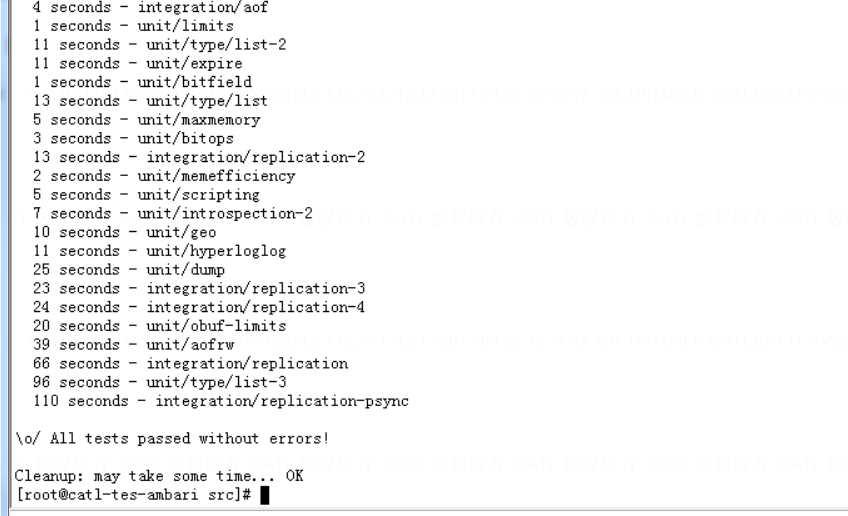 4 seconds - integration/aof
1 seconds - unit/limits
11 seconds - unit/type/list-2
11 seconds - unit/expire
1 seconds - unit/bitfield
13 seconds - unit/type/list
5 seconds - unit/maxmemory
3 seconds - unit/bitops
13 seconds - integration/replication-2
2 seconds - unit/memefficiency
5 seconds - unit/scripting
7 seconds - unit/introspection-2
10 seconds - unit/geo
11 seconds - unit/hyperloglog
25 seconds - unit/dump
23 seconds - integration/replication-3
24 seconds - integration/replication-4
20 seconds - unit/obuf-limits
39 seconds - unit/aofrw
66 seconds - integration/replication
96 seconds - unit/type/list-3
110 seconds - integration/replication-psync
\o/ All tests passed without errors!
Cleanup: may take some time... OK
[root@catl-tes-ambari src]#